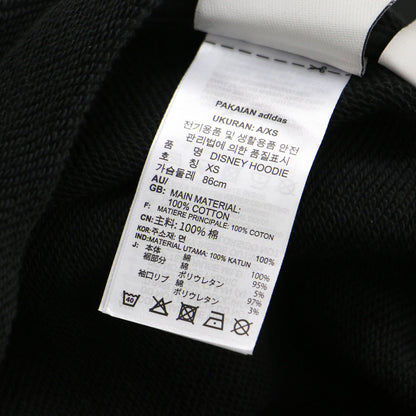 PAKAIAN adidas
UKURAN: A/XS
전기용품 및 생활용품 안전
관리법에 의한 품질표시
품 명 DISNEY HOODIE
호 칭 XS
가슴둘레 86cm
AU/
GB: MAIN MATERIAL:
100% COTTON
F: MATIERE PRINCIPALE: 100% COTON
CN: 主料: 100% 棉
KOR: 주소재: 면 100%
IND: MATERIAL UTAMA: 100% KATUN
J: 本体 綿 100%
裾部分 綿 95%
ポリウレタン 5%
袖口リブ 綿 97%
ポリウレタン 3%
40